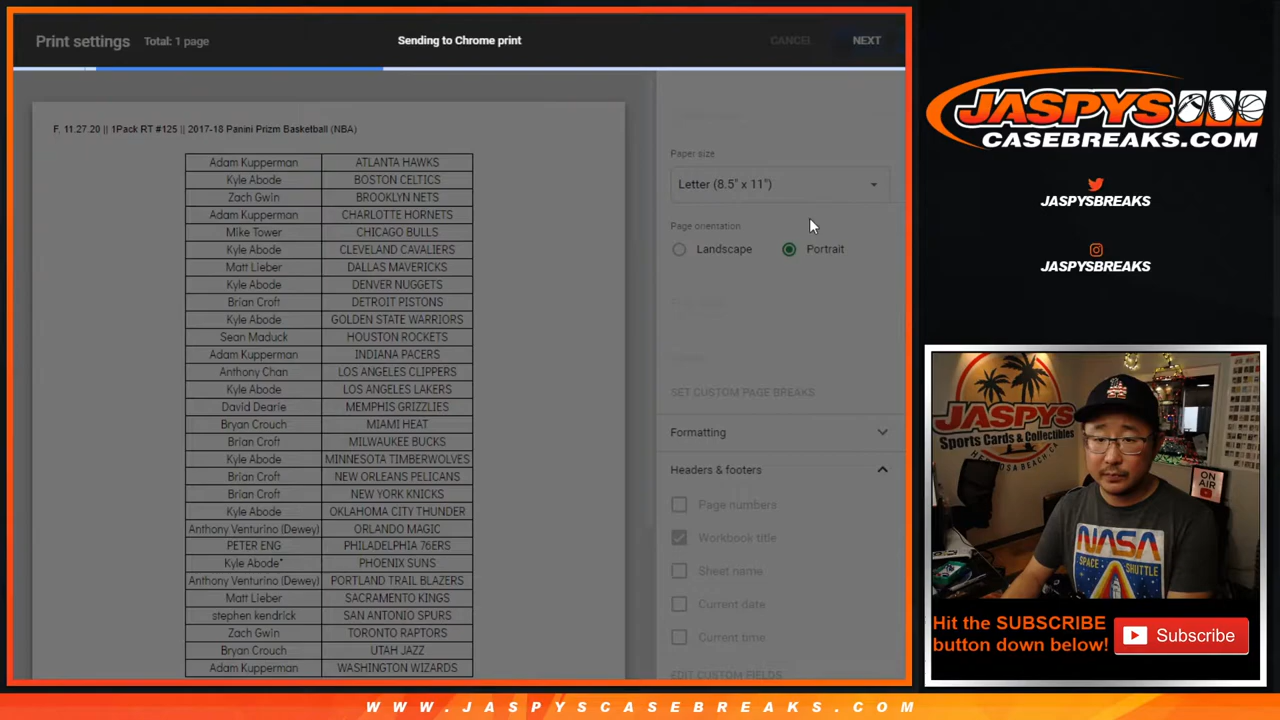 Print settings Total: 1 page Sending to Chrome print CANCEL NEXT
F. 11.27.20 || 1Pack RT #125 || 2017-18 Panini Prizm Basketball (NBA)
Adam Kupperman ATLANTA HAWKS
Kyle Abode BOSTON CELTICS
Zach Gwin BROOKLYN NETS
Adam Kupperman CHARLOTTE HORNETS
Mike Tower CHICAGO BULLS
Kyle Abode CLEVELAND CAVALIERS
Matt Lieber DALLAS MAVERICKS
Kyle Abode DENVER NUGGETS
Brian Croft DETROIT PISTONS
Kyle Abode GOLDEN STATE WARRIORS
Sean Maduck HOUSTON ROCKETS
Adam Kupperman INDIANA PACERS
Anthony Chan LOS ANGELES CLIPPERS
Kyle Abode LOS ANGELES LAKERS
David Dearie MEMPHIS GRIZZLIES
Bryan Crouch MIAMI HEAT
Brian Croft MILWAUKEE BUCKS
Kyle Abode MINNESOTA TIMBERWOLVES
Brian Croft NEW ORLEANS PELICANS
Brian Croft NEW YORK KNICKS
Kyle Abode OKLAHOMA CITY THUNDER
Anthony Venturino (Dewey) ORLANDO MAGIC
PETER ENG PHILADELPHIA 76ERS
Kyle Abode* PHOENIX SUNS
Anthony Venturino (Dewey) PORTLAND TRAIL BLAZERS
Matt Lieber SACRAMENTO KINGS
stephen kendrick SAN ANTONIO SPURS
Zach Gwin TORONTO RAPTORS
Bryan Crouch UTAH JAZZ
Adam Kupperman WASHINGTON WIZARDS
Paper size
Letter (8.5" x 11")
Page orientation
Landscape Portrait
SET CUSTOM PAGE BREAKS
Formatting
Headers & footers
Page numbers
Workbook title
Sheet name
Current date
Current time
EDIT CUSTOM FIELDS
JASPYS
CASEBREAKS.COM
JASPYSBREAKS
JASPYSBREAKS
JASPYS
Sports Cards & Collectibles
ON AIR
NASA
SPACE SHUTTLE
Hit the SUBSCRIBE
button down below!
Subscribe
WWW.JASPYSCASEBREAKS.COM